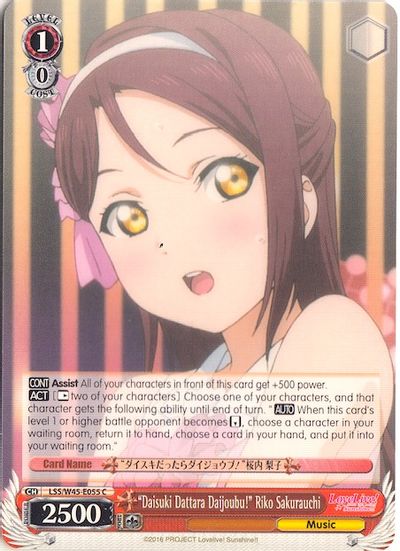 LEVEL
1
0
COST
CONT Assist All of your characters in front of this card get +500 power.
ACT [ two of your characters] Choose one of your characters, and that
character gets the following ability until end of turn. "AUTO When this card's
level 1 or higher battle opponent becomes [ ], choose a character in your
waiting room, return it to hand, choose a card in your hand, and put it into
your waiting room."
Card Name
"ダイスキだったらダイジョウブ!" 桜内 梨子
CH LSS/W45-E055 C
"Daisuki Dattara Daijoubu!" Riko Sakurauchi
LoveLive!
Sunshine!!
POWER
2500
Music
©2016 PROJECT Lovelive! Sunshine!!